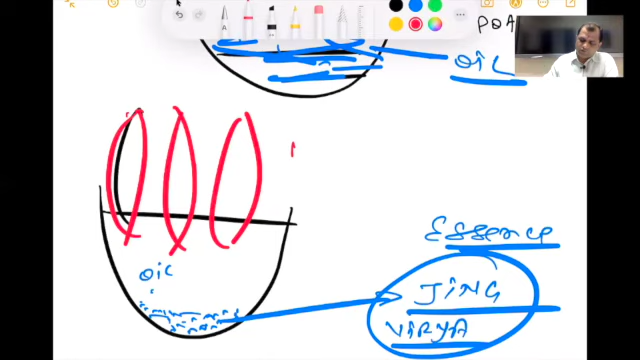 POA
OIL
Essence
OIL
JING
VIRYA